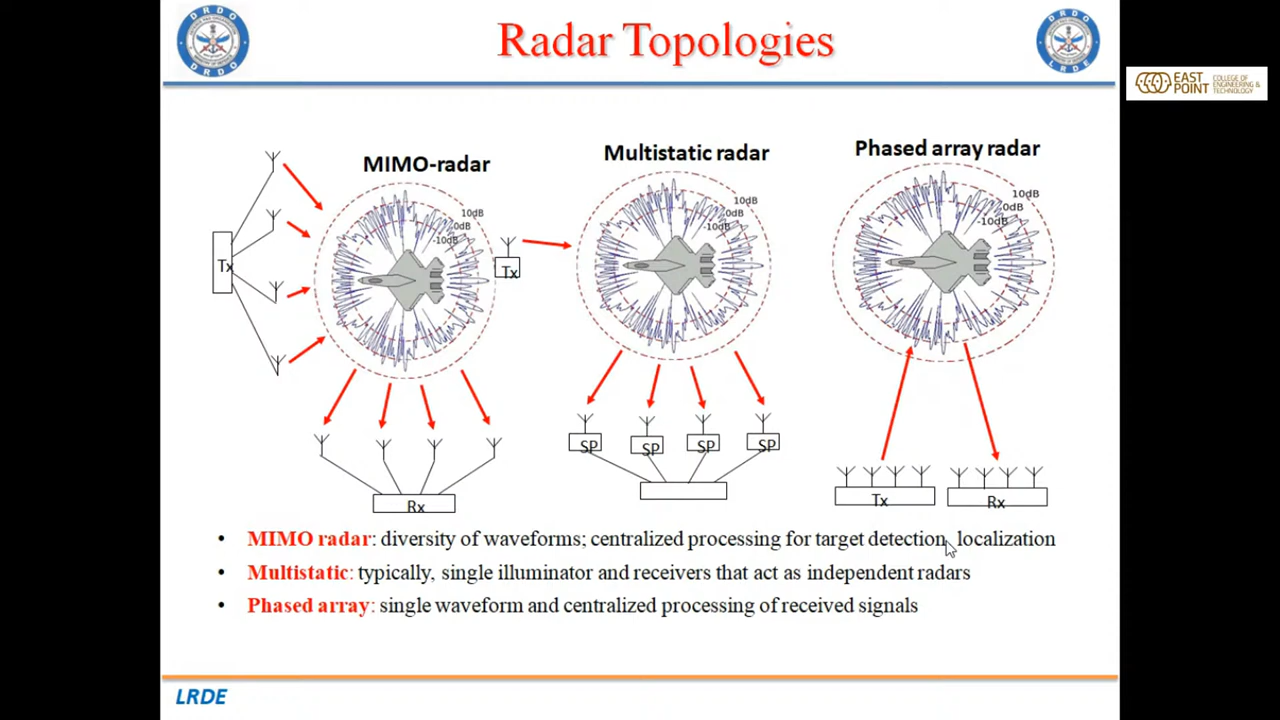 Radar Topologies
DRDO
DRDO
DRDO
LRDE
EAST POINT
COLLEGE OF ENGINEERING & TECHNOLOGY
MIMO-radar
Multistatic radar
Phased array radar
10dB
0dB
-10dB
10dB
0dB
-10dB
10dB
0dB
-10dB
Tx
Tx
SP
SP
SP
SP
Rx
Tx
Rx
• MIMO radar: diversity of waveforms; centralized processing for target detection, localization
• Multistatic: typically, single illuminator and receivers that act as independent radars
• Phased array: single waveform and centralized processing of received signals
LRDE